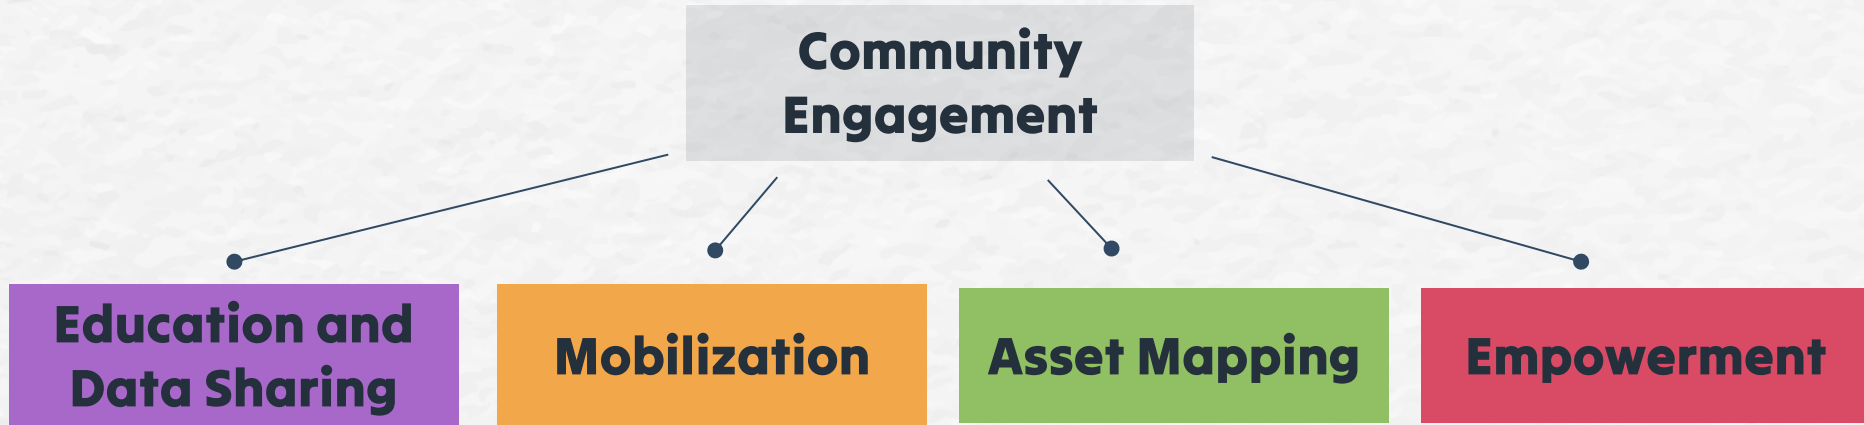 Community
Engagement
Education and
Data Sharing
Mobilization
Asset Mapping
Empowerment